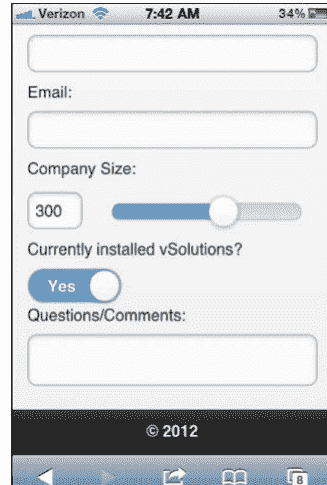 Verizon 7:42 AM 34%
Email:
Company Size:
300
Currently installed vSolutions?
Yes
Questions/Comments:
© 2012
8